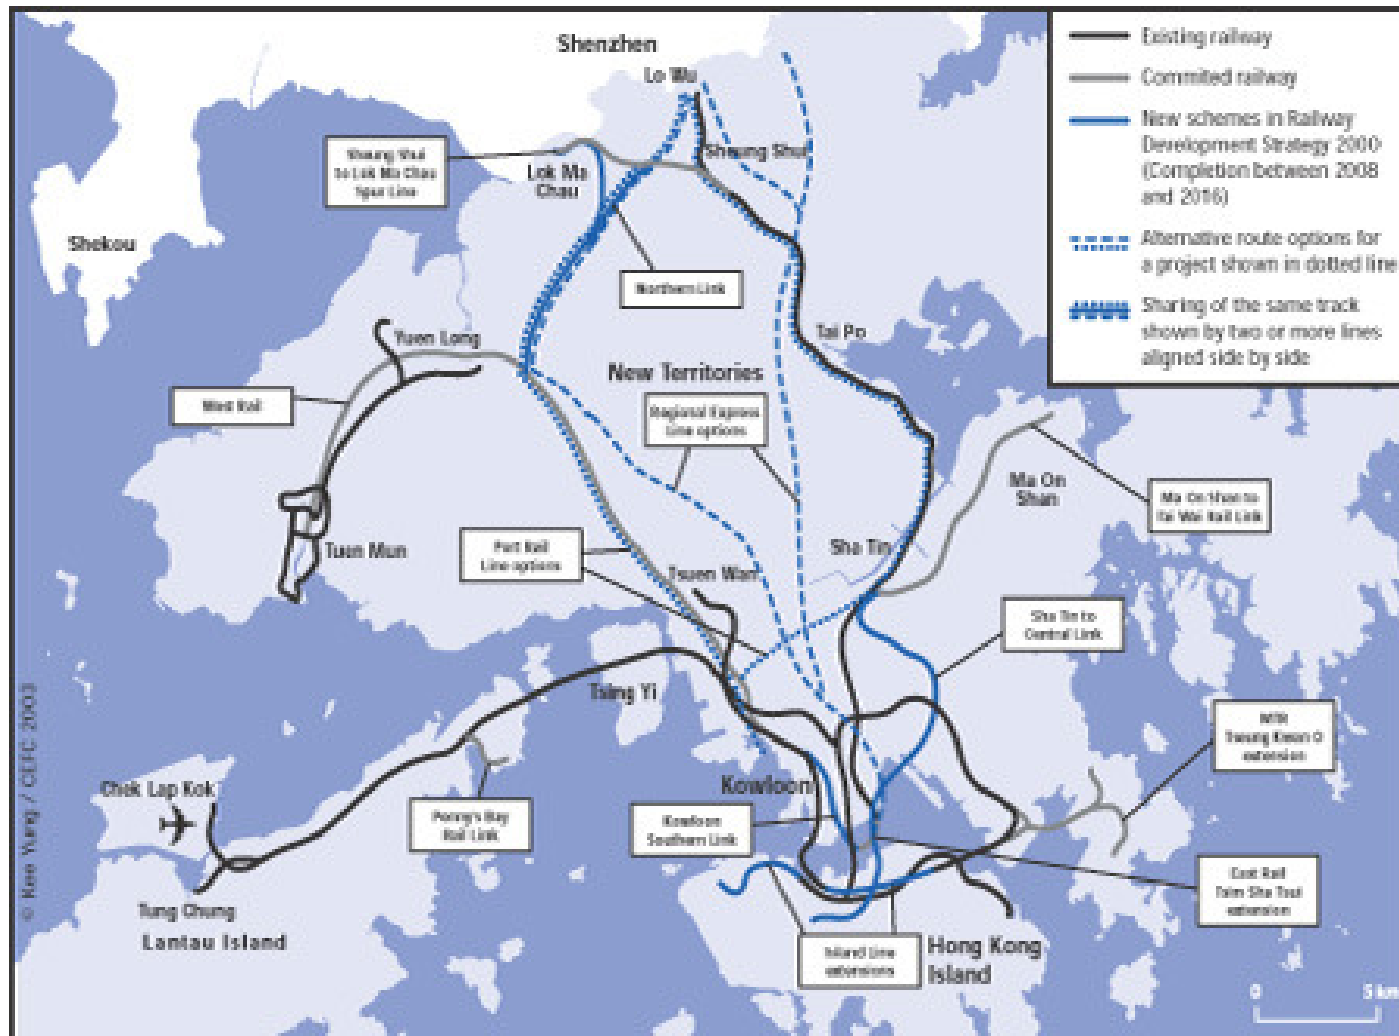 Shenzhen
Lo Wu
Existing railway
Commited railway
New schemes in Railway
Development Strategy 2000
(Completion between 2008
and 2016)
Alternative route options for
a project shown in dotted line
Sharing of the same track
shown by two or more lines
aligned side by side
Sheung Shui
to Lok Ma Chau
Spur Line
Sheung Shui
Lok Ma
Chau
Shekou
Northern Link
Yuen Long
Tai Po
New Territories
West Rail
Regional Express
Line options
Ma On
Shan
Ma On Shan to
Tai Wai Rail Link
Tuen Mun
Port Rail
Line options
Sha Tin
Tsuen Wan
Sha Tin to
Central Link
Tsing Yi
MTR
Tseung Kwan O
extension
Chek Lap Kok
Kowloon
Penny's Bay
Rail Link
Kowloon
Southern Link
East Rail
Tsim Sha Tsui
extension
Tung Chung
Lantau Island
Island Line
extensions
Hong Kong
Island
0 5 km
© Kee Yung / CEFC 2003